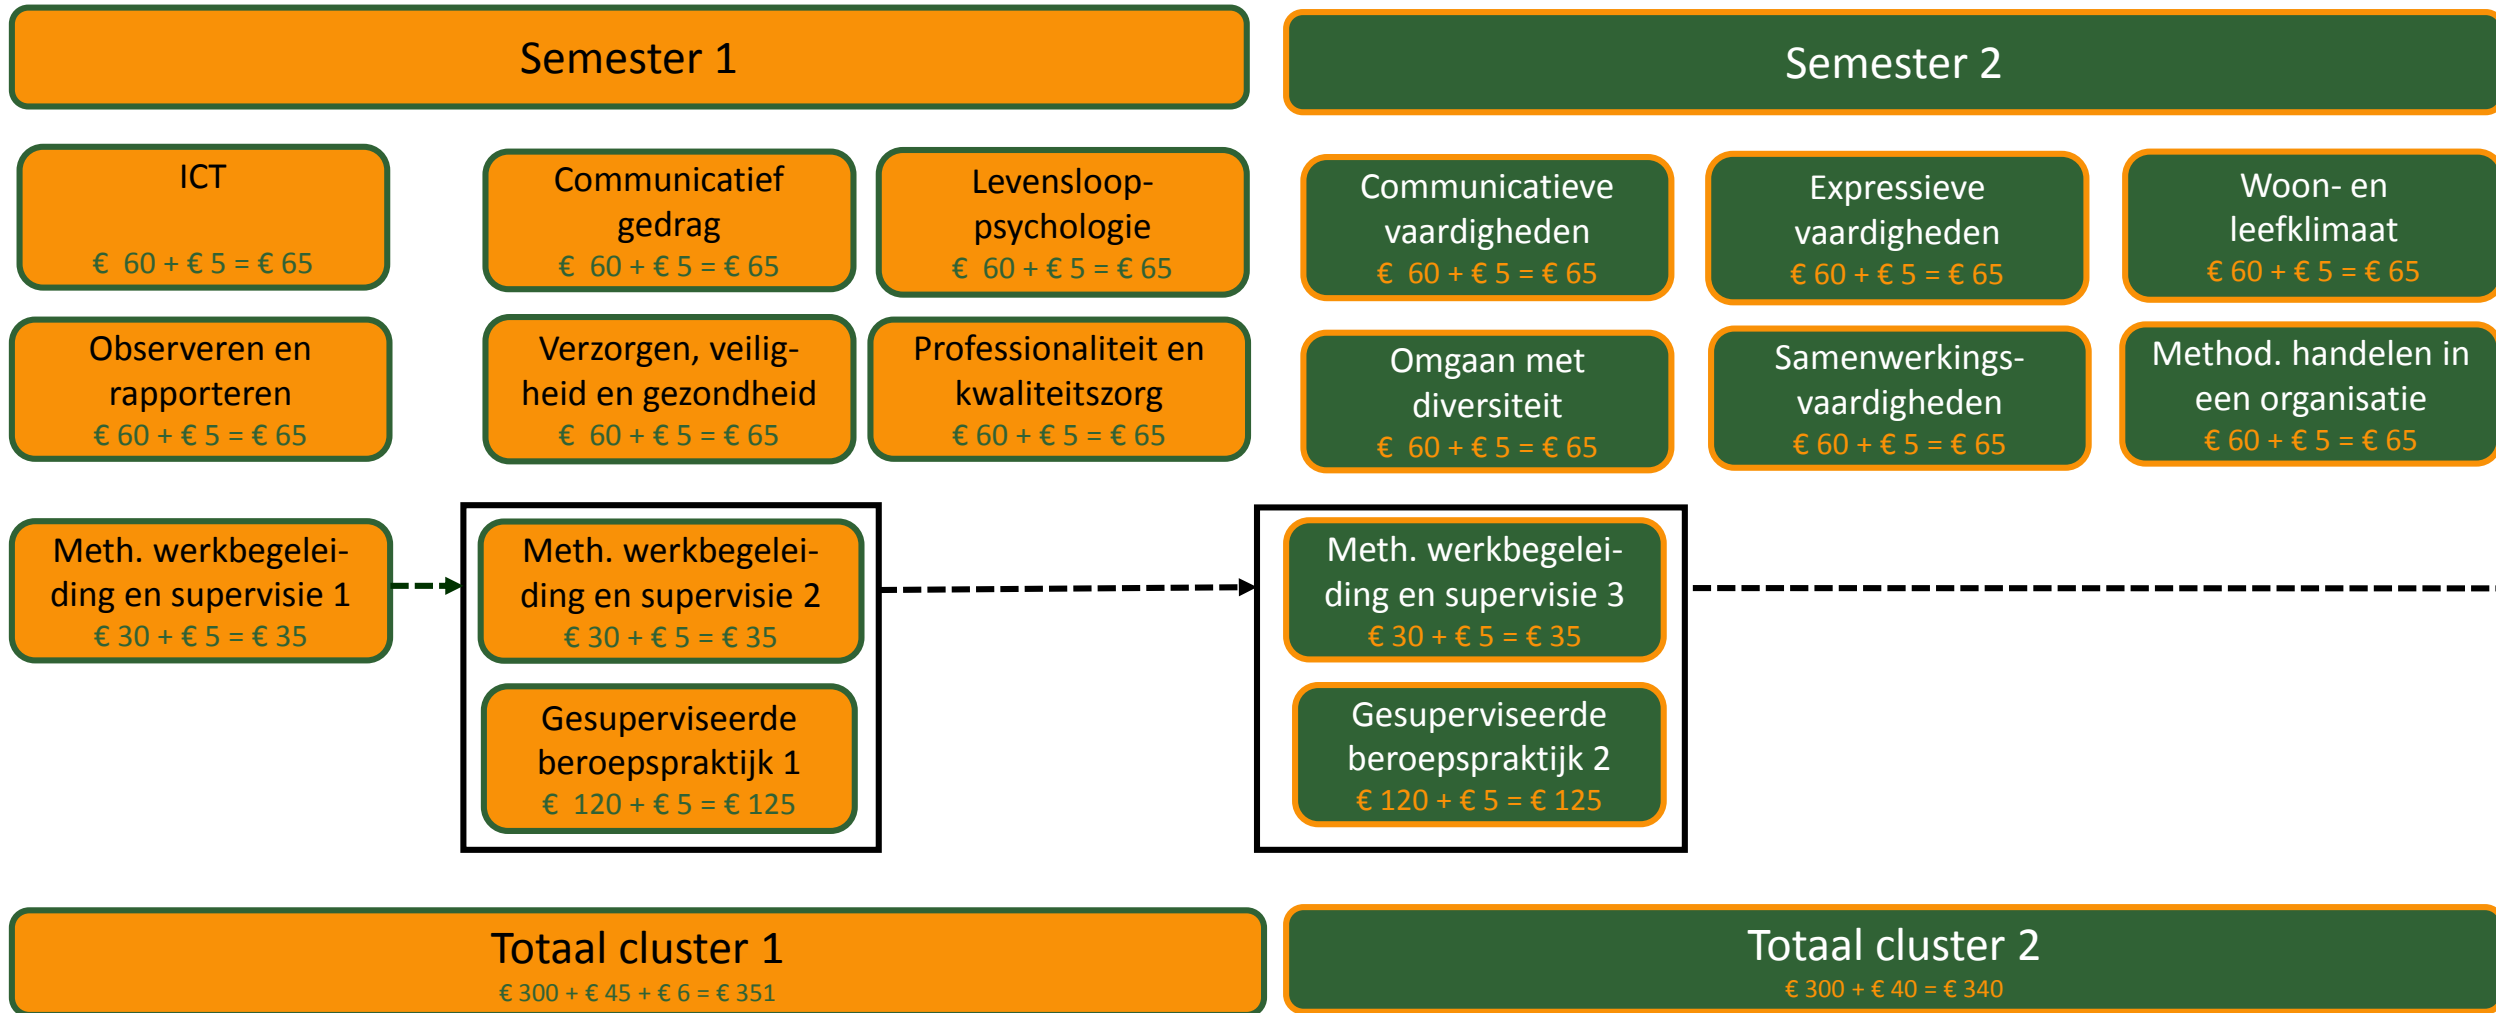 Semester 1
Semester 2
ICT
€  60 + € 5 = € 65
Communicatief
gedrag
€  60 + € 5 = € 65
Levensloop-
psychologie
€  60 + € 5 = € 65
Communicatieve
vaardigheden
€  60 + € 5 = € 65
Expressieve
vaardigheden
€ 60 + € 5 = € 65
Woon- en
leefklimaat
€ 60 + € 5 = € 65
Observeren en
rapporteren
€ 60 + € 5 = € 65
Verzorgen, veilig-
heid en gezondheid
€  60 + € 5 = € 65
Professionaliteit en
kwaliteitszorg
€ 60 + € 5 = € 65
Omgaan met
diversiteit
€  60 + € 5 = € 65
Samenwerkings-
vaardigheden
€ 60 + € 5 = € 65
Method. handelen in
een organisatie
€ 60 + € 5 = € 65
Meth. werkbegelei-
ding en supervisie 1
€ 30 + € 5 = € 35
Meth. werkbegelei-
ding en supervisie 2
€ 30 + € 5 = € 35
Gesuperviseerde
beroepspraktijk 1
€  120 + € 5 = € 125
Meth. werkbegelei-
ding en supervisie 3
€ 30 + € 5 = € 35
Gesuperviseerde
beroepspraktijk 2
€ 120 + € 5 = € 125
Totaal cluster 1
€ 300 + € 45 + € 6 = € 351
Totaal cluster 2
€ 300 + € 40 = € 340